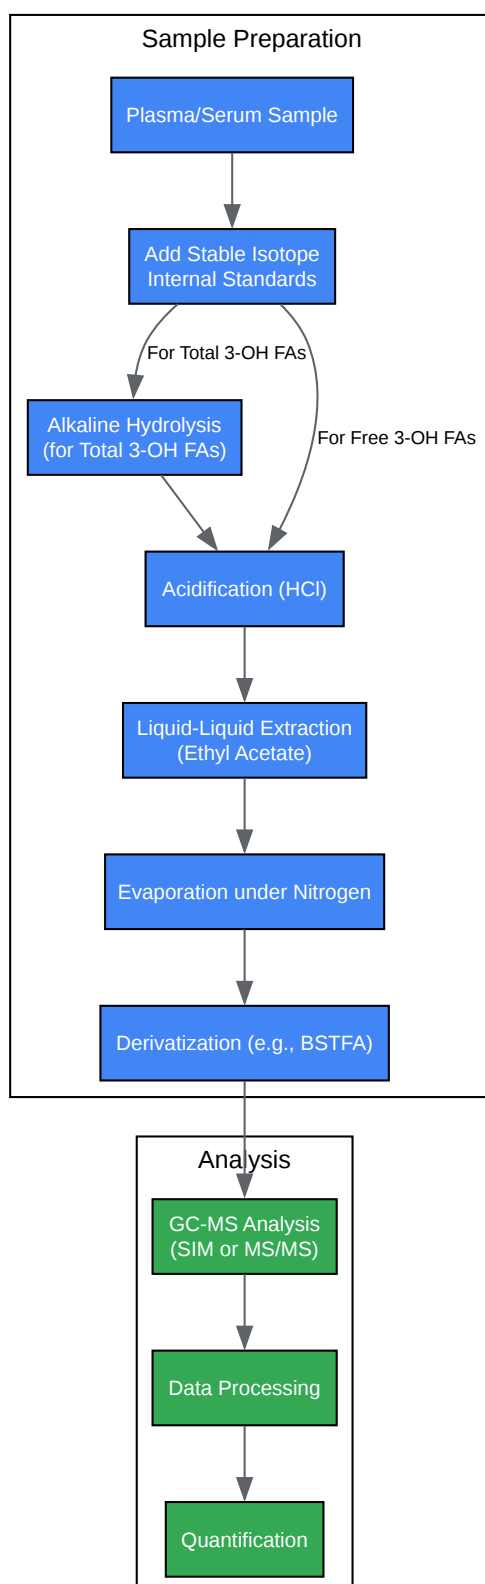 Sample Preparation
Plasma/Serum Sample
Add Stable Isotope
Internal Standards
For Total 3-OH FAs
Alkaline Hydrolysis
(for Total 3-OH FAs)
For Free 3-OH FAs
Acidification (HCl)
Liquid-Liquid Extraction
(Ethyl Acetate)
Evaporation under Nitrogen
Derivatization (e.g., BSTFA)
Analysis
GC-MS Analysis
(SIM or MS/MS)
Data Processing
Quantification